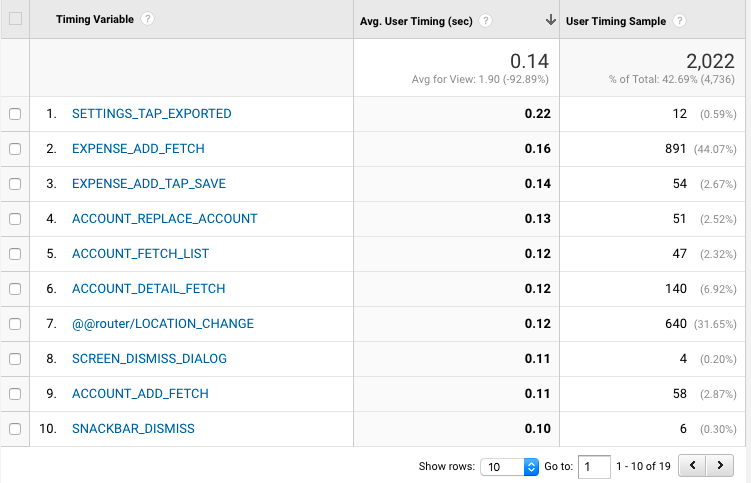 Timing Variable ? Avg. User Timing (sec) ? User Timing Sample ?
0.14 2,022
Avg for View: 1.90 (-92.89%) % of Total: 42.69% (4,736)
1. SETTINGS_TAP_EXPORTED 0.22 12 (0.59%)
2. EXPENSE_ADD_FETCH 0.16 891 (44.07%)
3. EXPENSE_ADD_TAP_SAVE 0.14 54 (2.67%)
4. ACCOUNT_REPLACE_ACCOUNT 0.13 51 (2.52%)
5. ACCOUNT_FETCH_LIST 0.12 47 (2.32%)
6. ACCOUNT_DETAIL_FETCH 0.12 140 (6.92%)
7. @@router/LOCATION_CHANGE 0.12 640 (31.65%)
8. SCREEN_DISMISS_DIALOG 0.11 4 (0.20%)
9. ACCOUNT_ADD_FETCH 0.11 58 (2.87%)
10. SNACKBAR_DISMISS 0.10 6 (0.30%)
Show rows: 10 Go to: 1 1 - 10 of 19